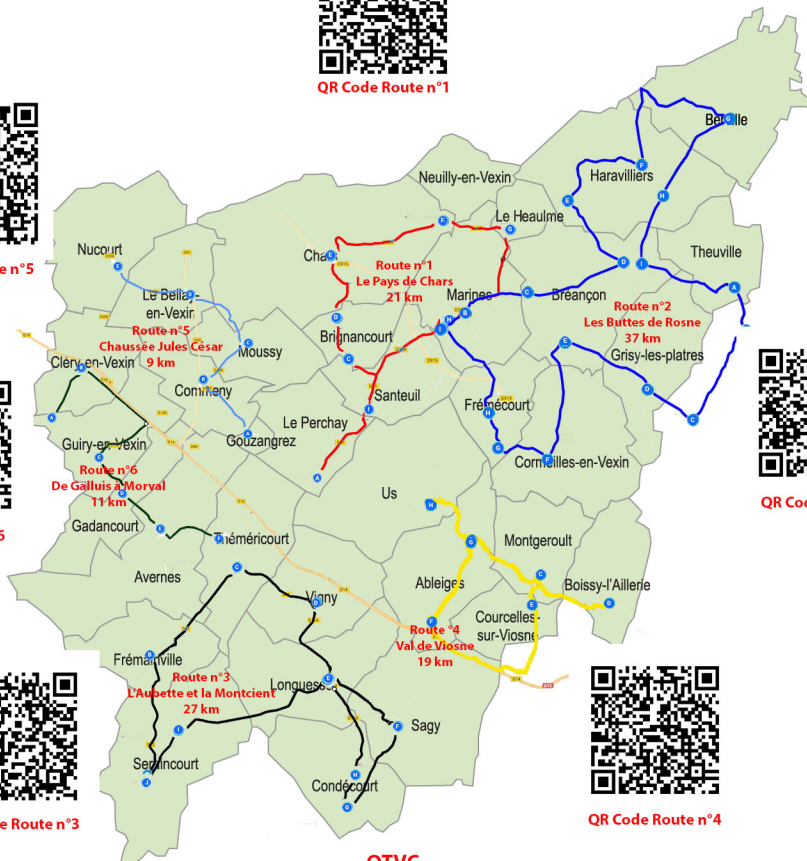 QR Code Route n°1
Neuilly-en-Vexin
Haravilliers
Le Heaulme
Theuville
Nucourt
e n°5
Route n°1
Le Pays de Chars
21 km
Marines
Bréançon
Le Bellay-
en-Vexin
Route n°2
Les Buttes de Rosne
37 km
Route n°5
Chaussée Jules César
9 km
Brignancourt
Moussy
Grisy-les-platres
Cléry-en-Vexin
Commeny
Santeuil
Frémécourt
Le Perchay
Gouzangrez
Guiry-en-Vexin
Cormeilles-en-Vexin
Route n°6
De Galluis à Morval
11 km
Us
QR Co
6
Gadancourt
Théméricourt
Montgeroult
Avernes
Ableiges
Boissy-l'Aillerie
Vigny
Courcelles-
sur-Viosne
Route °4
Val de Viosne
19 km
Frémainville
Route n°3
L'Aubette et la Montcient
27 km
Sagy
Seraincourt
Condécourt
e Route n°3
QR Code Route n°4